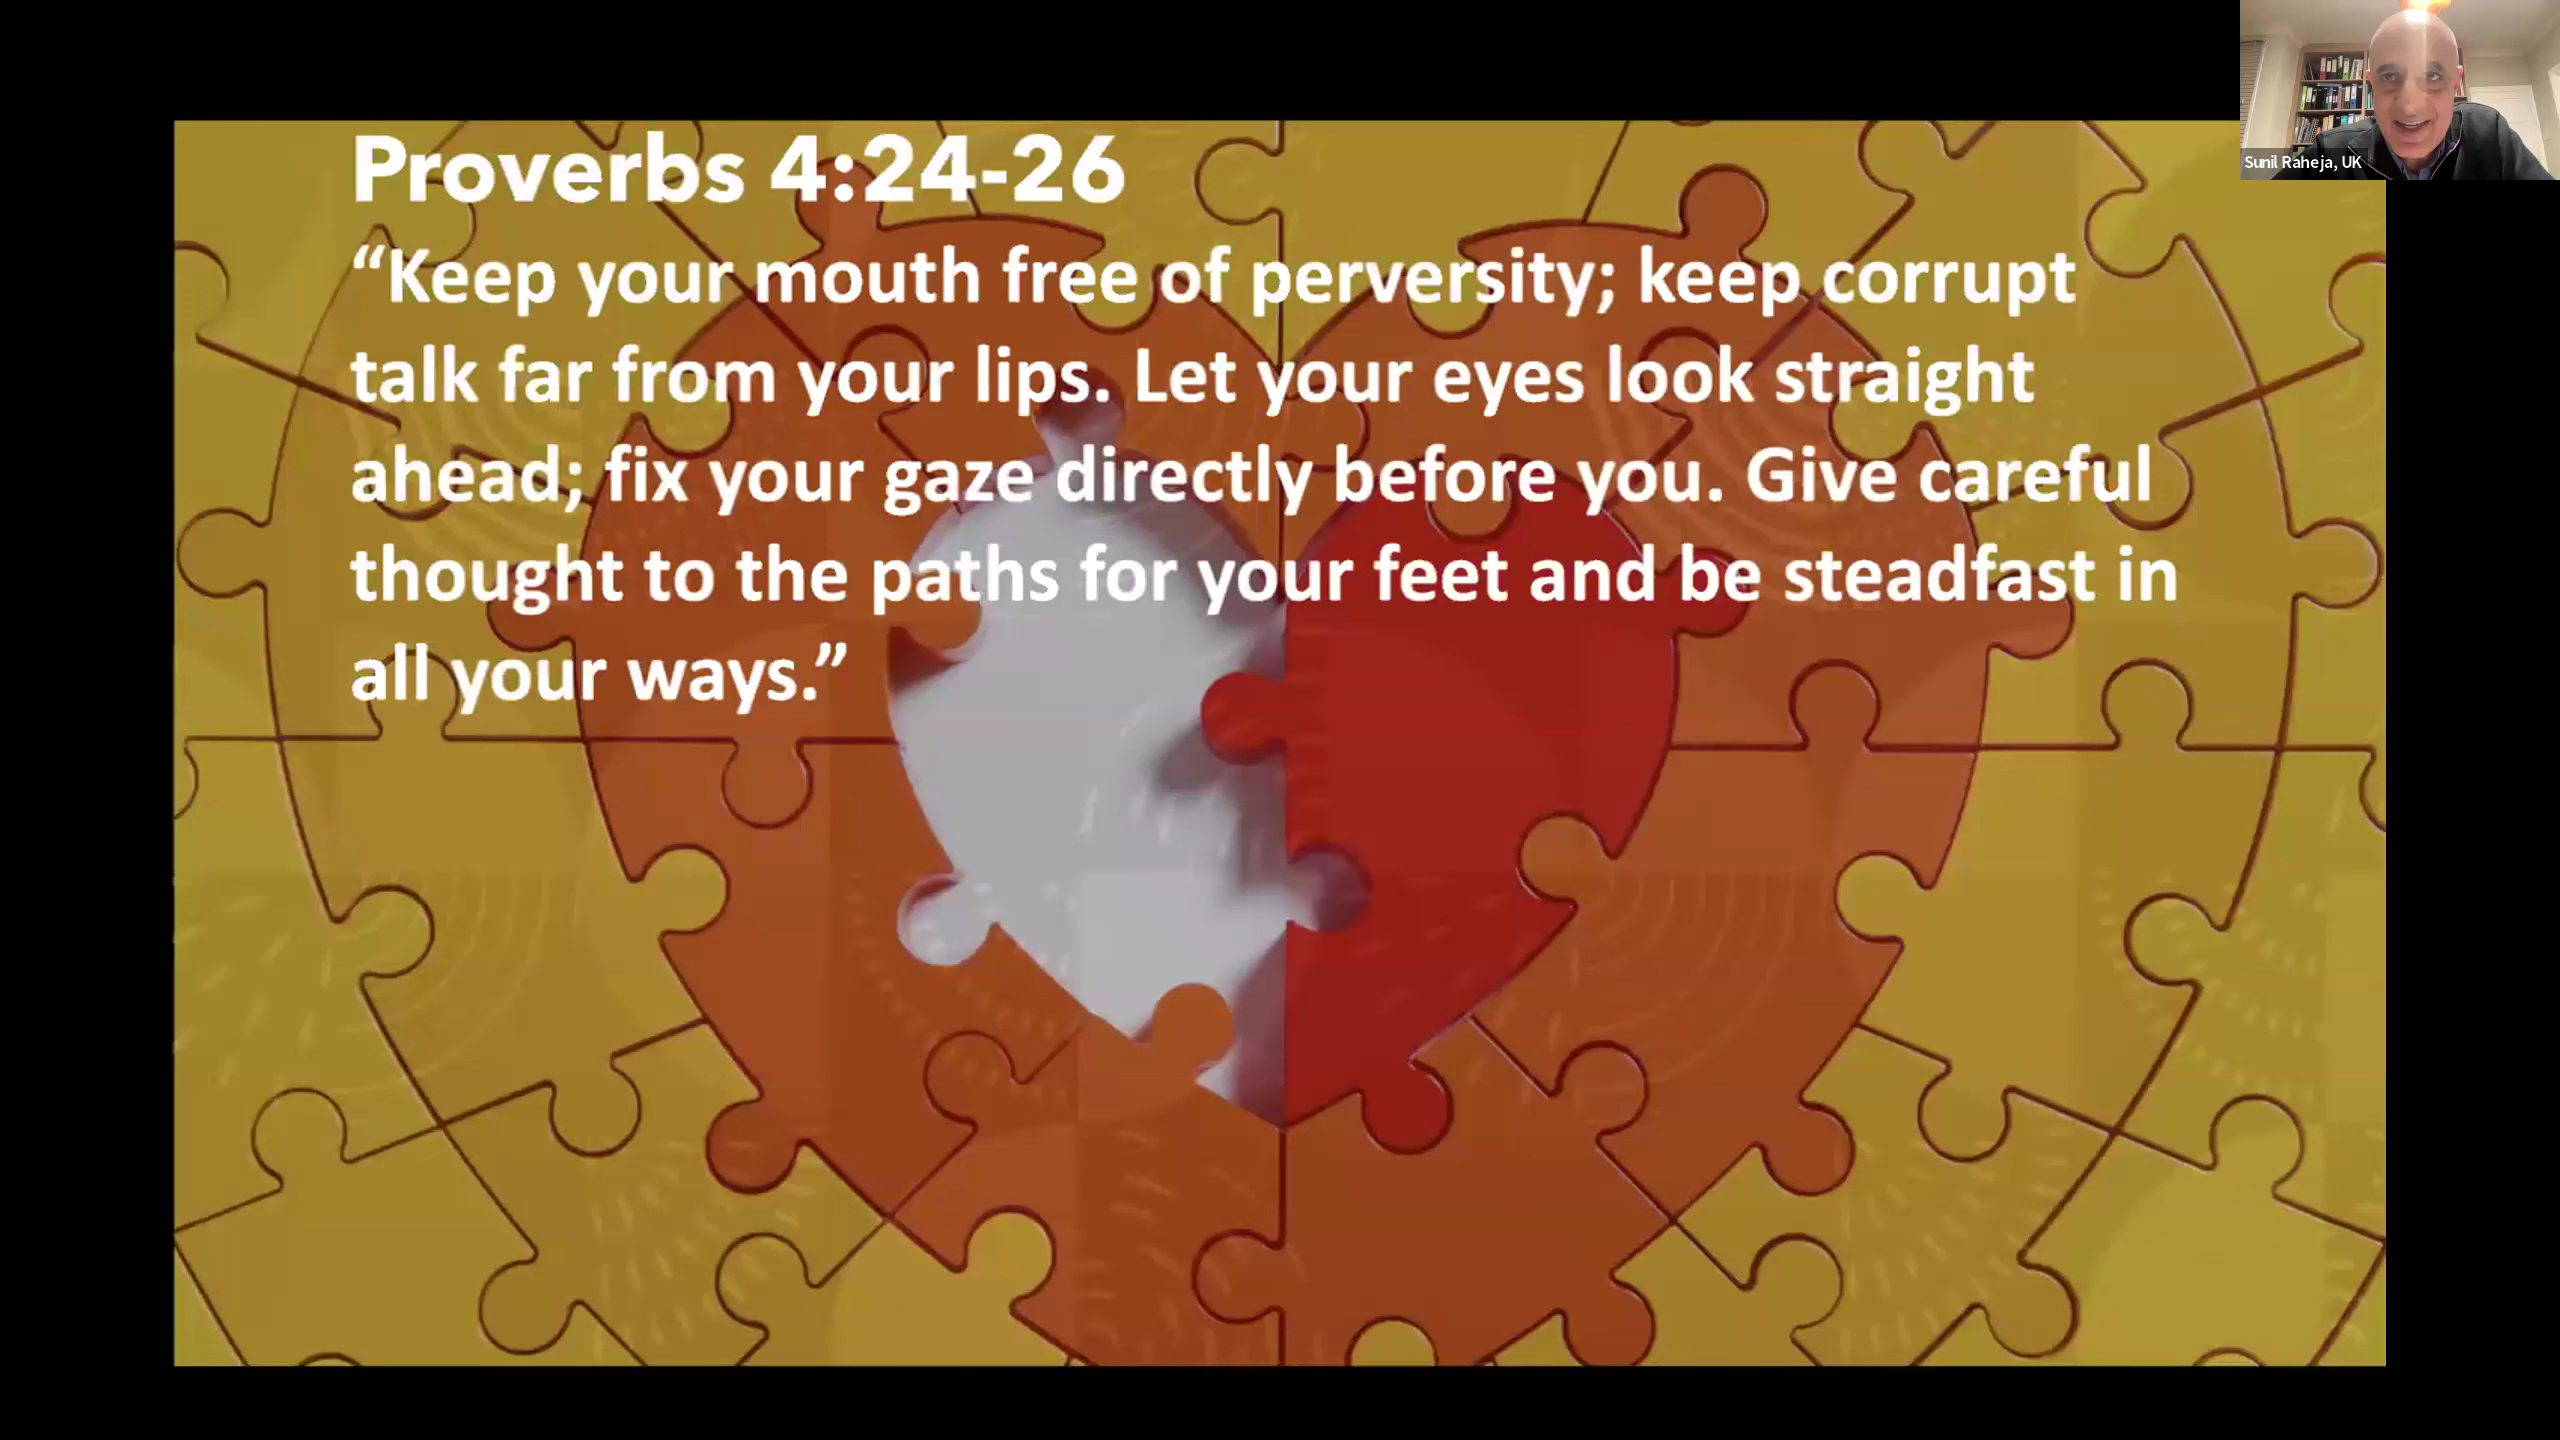 Proverbs 4:24-26
“Keep your mouth free of perversity; keep corrupt
talk far from your lips. Let your eyes look straight
ahead; fix your gaze directly before you. Give careful
thought to the paths for your feet and be steadfast in
all your ways.”
Sunil Raheja, UK